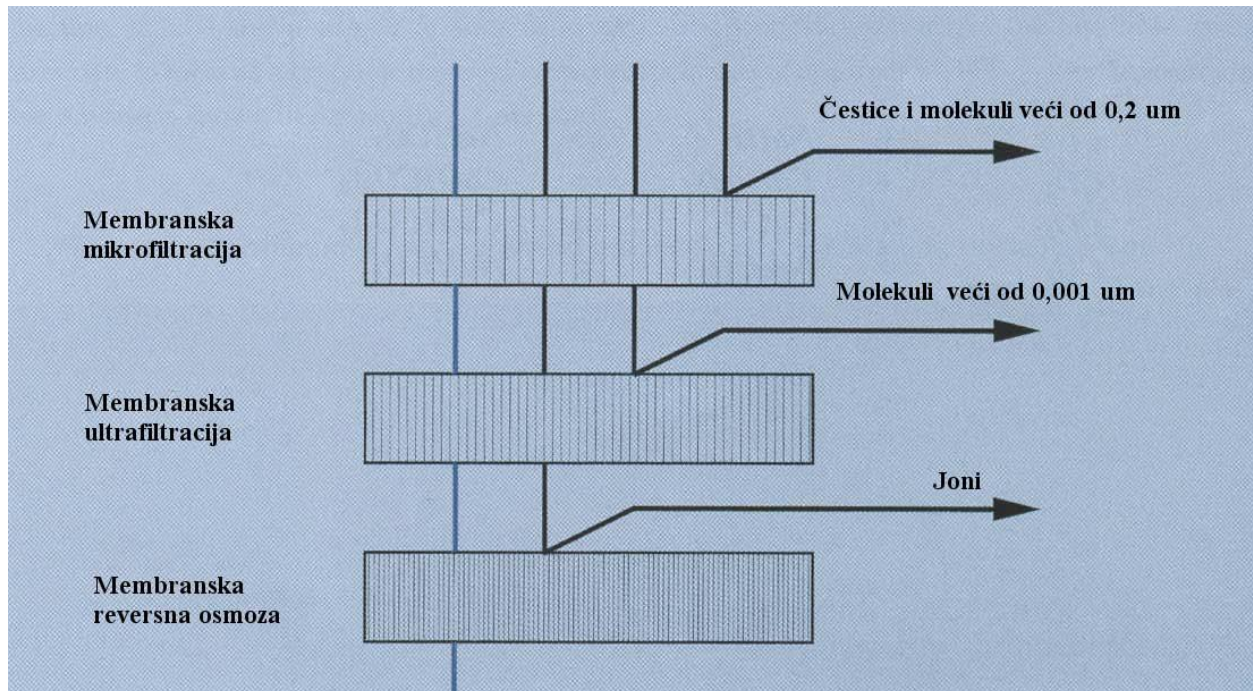 Čestice i molekuli veći od 0,2 um
Membranska
mikrofiltracija
Molekuli veći od 0,001 um
Membranska
ultrafiltracija
Joni
Membranska
reversna osmoza